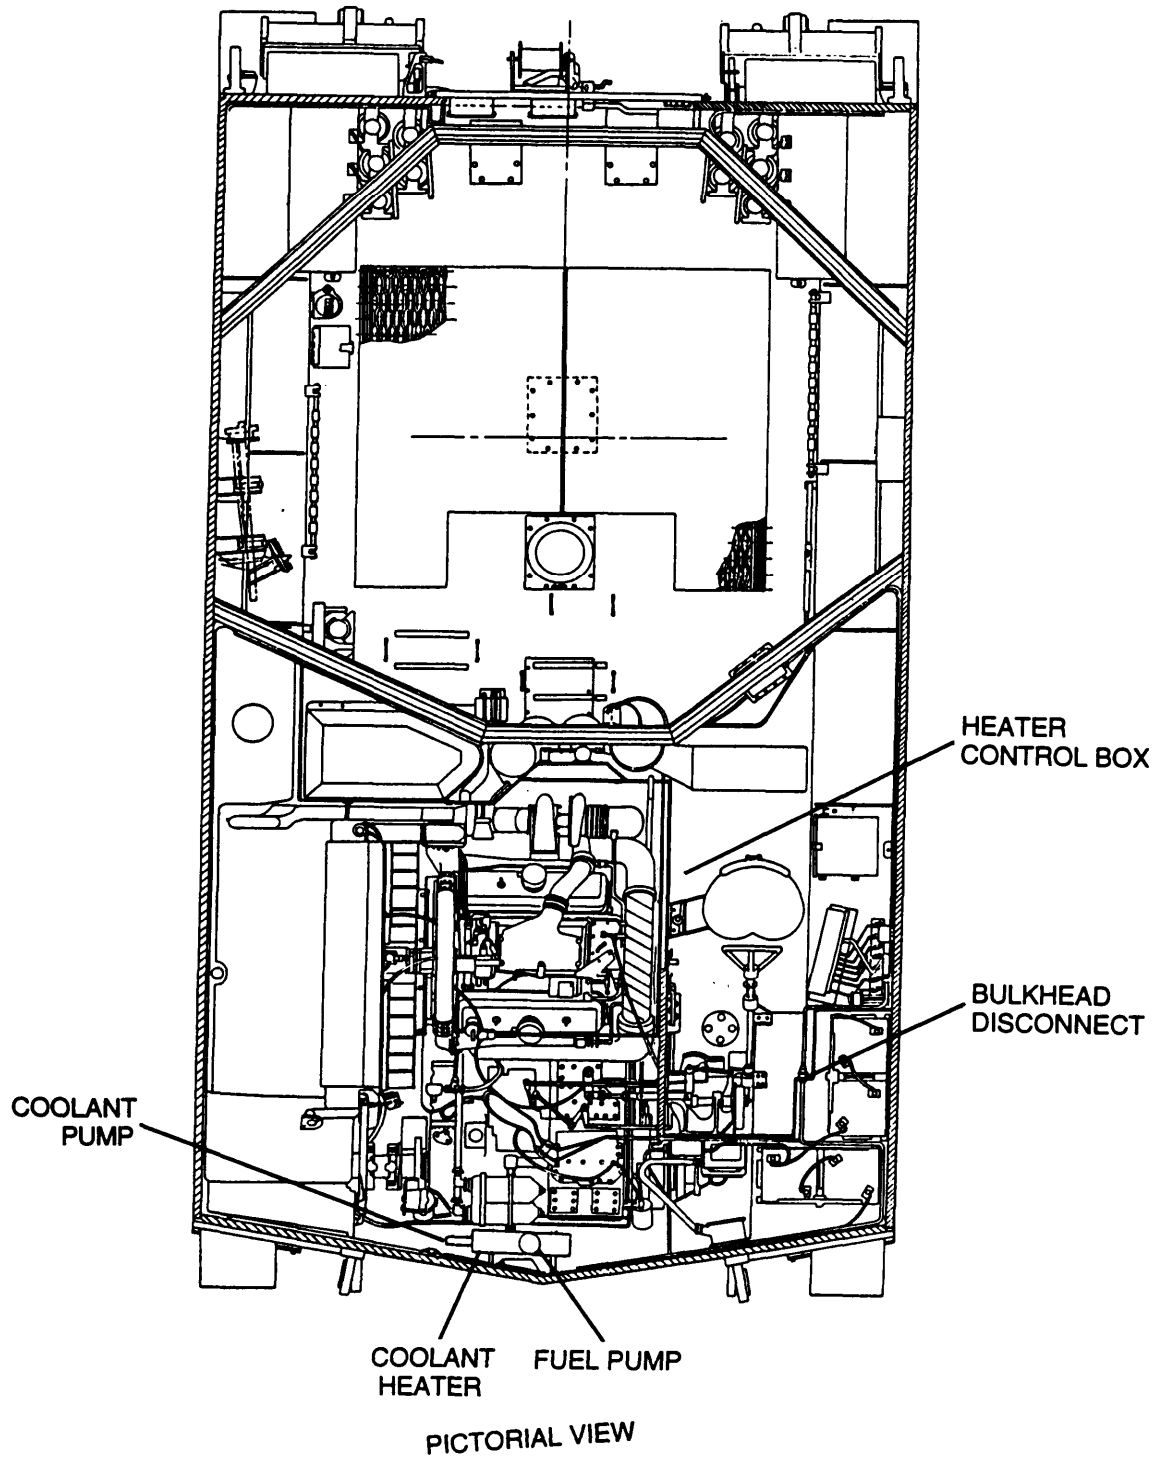 HEATER
CONTROL BOX
BULKHEAD
DISCONNECT
COOLANT
PUMP
COOLANT
HEATER
FUEL PUMP
PICTORIAL VIEW